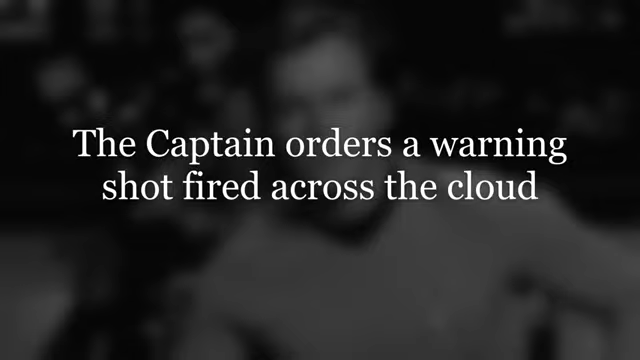 The Captain orders a warning
shot fired across the cloud